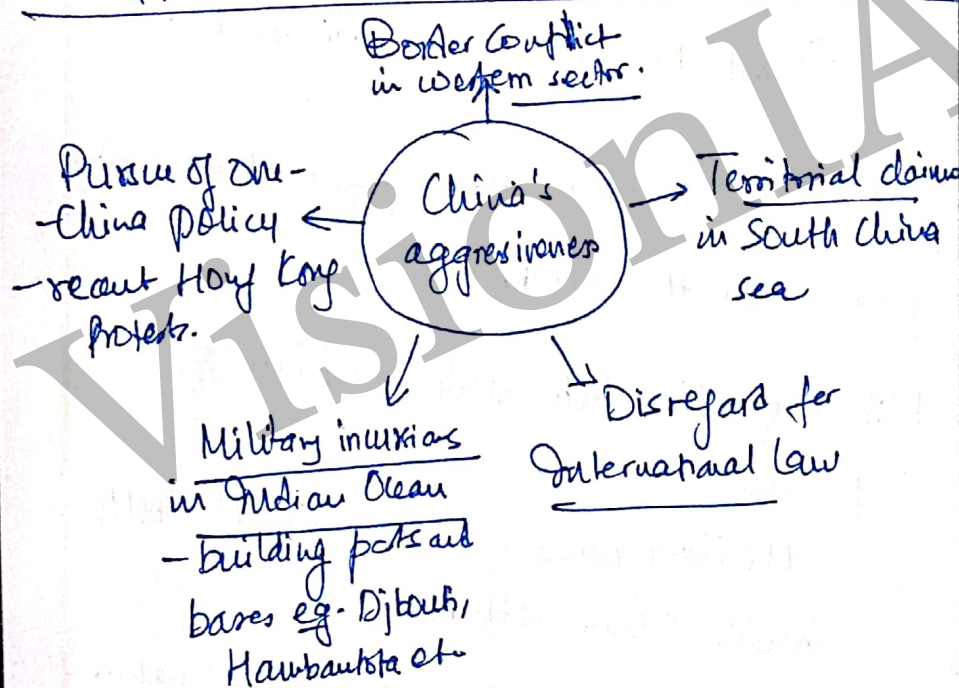 Border Conflict
in western sector.
Pursue of one-
-China policy
- recent Hong Kong
Protests.
China's
aggresiveness
Territorial claims
in South China
sea
Military incursions
in Indian Ocean
- building ports and
bases eg. Djbouti,
Hambantota etc
Disregard for
International Law
VisionIA